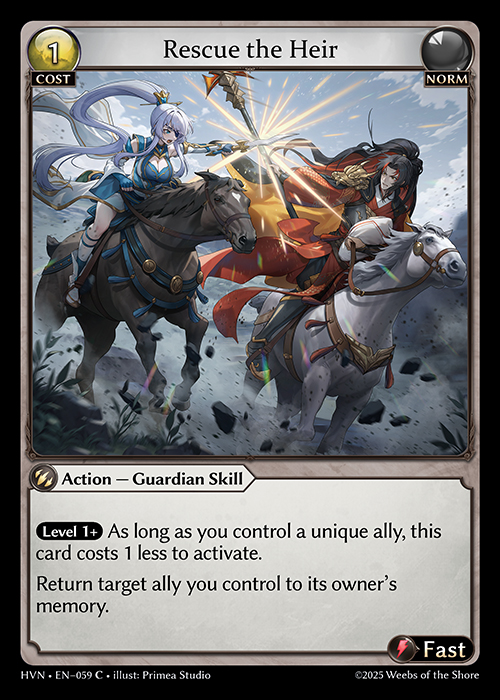 1
Rescue the Heir
COST
NORM
Action — Guardian Skill
Level 1+ As long as you control a unique ally, this
card costs 1 less to activate.
Return target ally you control to its owner's
memory.
Fast
HVN • EN-059 C • illust: Primea Studio
©2025 Weebs of the Shore